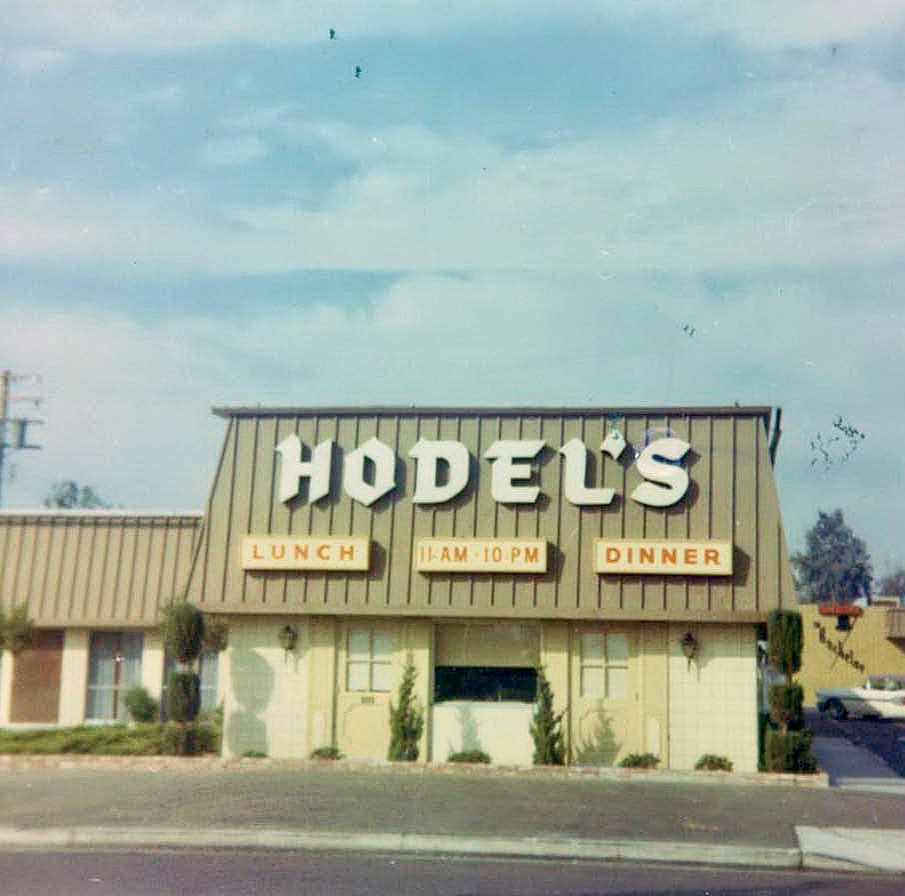 HODEL'S
LUNCH
11-AM-10-PM
DINNER